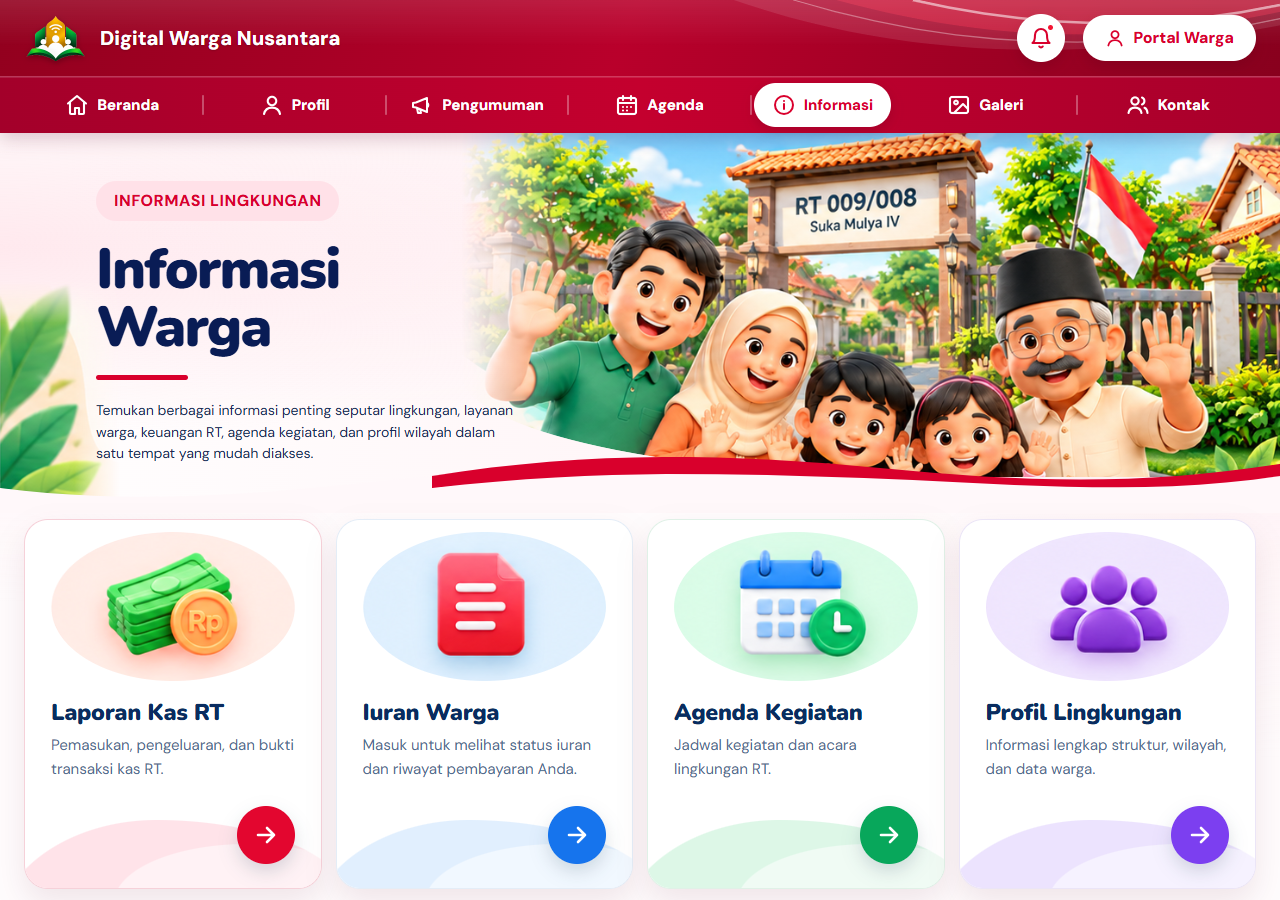 Digital Warga Nusantara
Portal Warga
Beranda
Profil
Pengumuman
Agenda
Informasi
Galeri
Kontak
INFORMASI LINGKUNGAN
Informasi
Warga
Temukan berbagai informasi penting seputar lingkungan, layanan
warga, keuangan RT, agenda kegiatan, dan profil wilayah dalam
satu tempat yang mudah diakses.
RT 009/008
Suka Mulya IV
Rp
Laporan Kas RT
Pemasukan, pengeluaran, dan bukti
transaksi kas RT.
Iuran Warga
Masuk untuk melihat status iuran
dan riwayat pembayaran Anda.
Agenda Kegiatan
Jadwal kegiatan dan acara
lingkungan RT.
Profil Lingkungan
Informasi lengkap struktur, wilayah,
dan data warga.